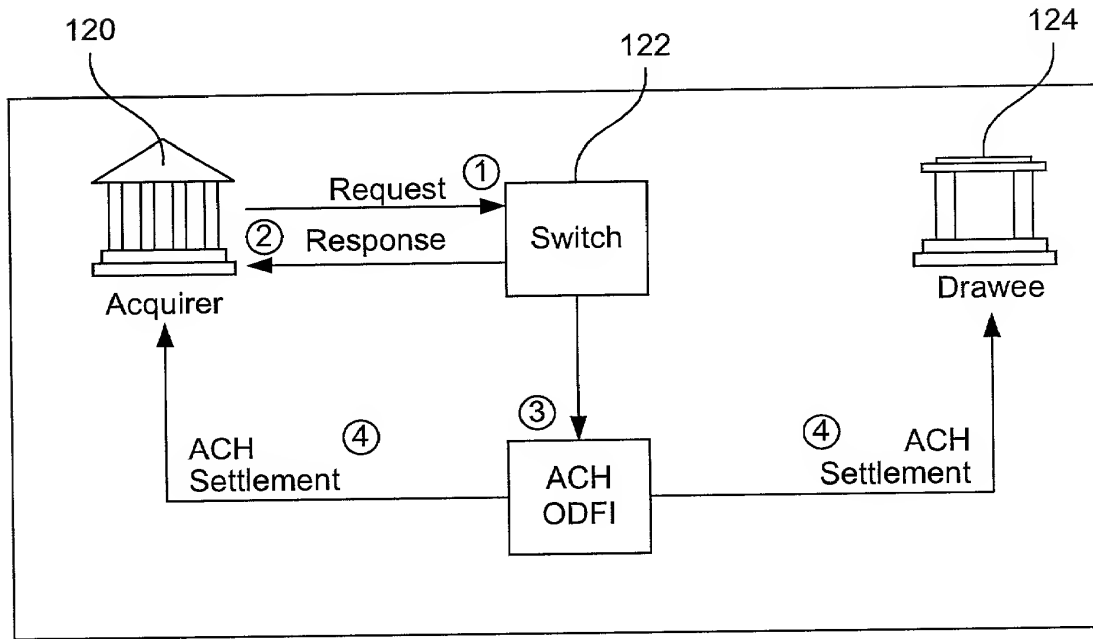 120
122
124
Request ①
② Response
Switch
Acquirer
Drawee
③
ACH
Settlement ④
ACH
ODFI
④ ACH
Settlement